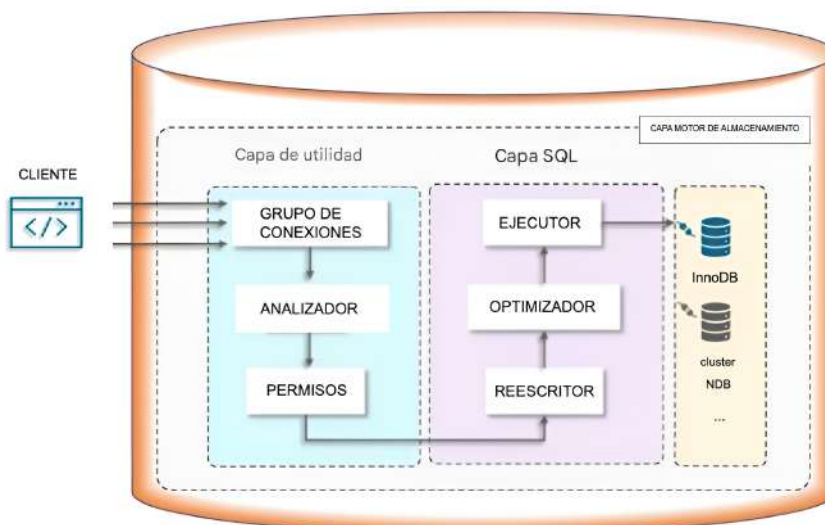 CAPA MOTOR DE ALMACENAMIENTO
Capa de utilidad
Capa SQL
CLIENTE
</>
GRUPO DE
CONEXIONES
ANALIZADOR
PERMISOS
EJECUTOR
OPTIMIZADOR
REESCRITOR
InnoDB
cluster
NDB
...